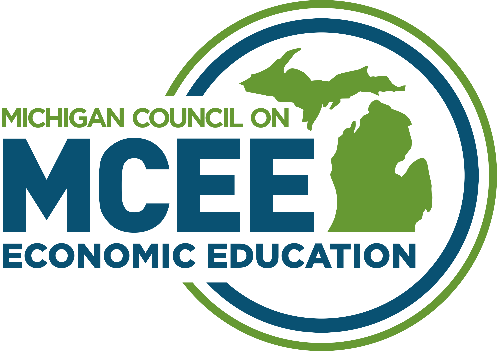 MICHIGAN COUNCIL ON
MCEE
ECONOMIC EDUCATION